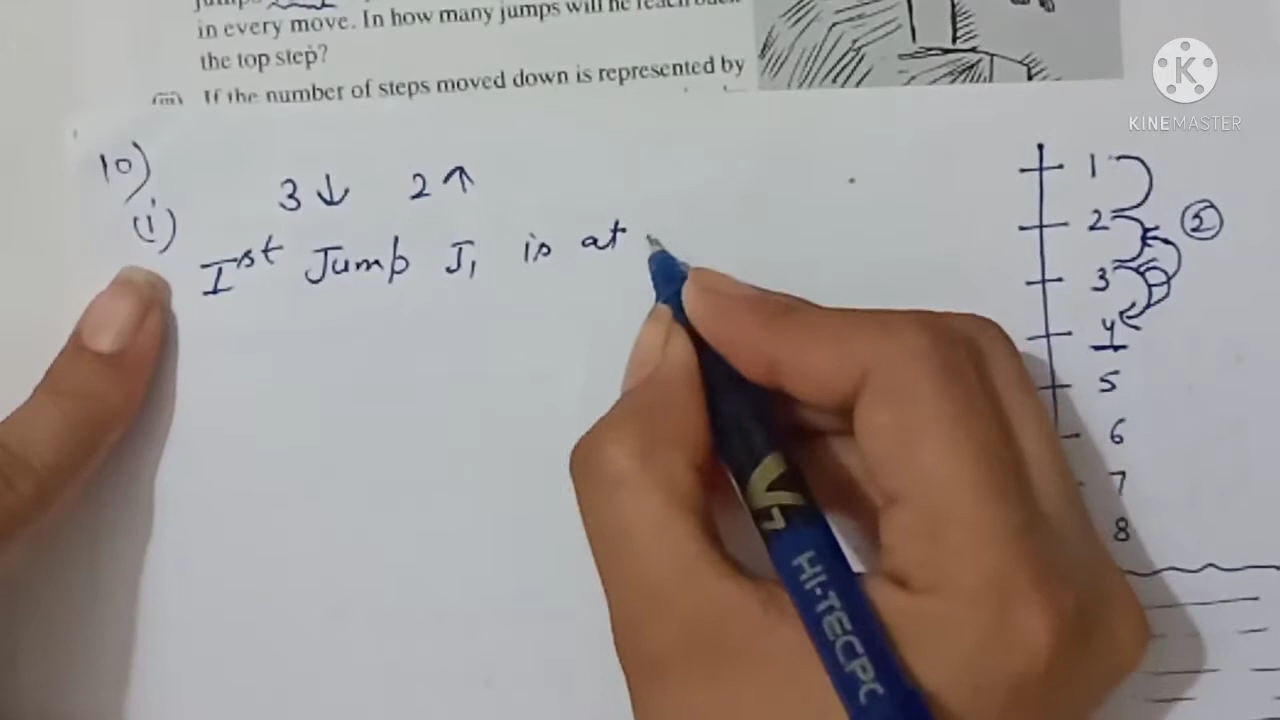 in every move. In how many jumps will he reach back
the top step?
(iii) If the number of steps moved down is represented by
KINEMASTER
10)
(i) 3 ↓ 2 ↑
Ist Jump J1 is at
1
2
3
4
5
6
7
8
V7
HI-TECPO